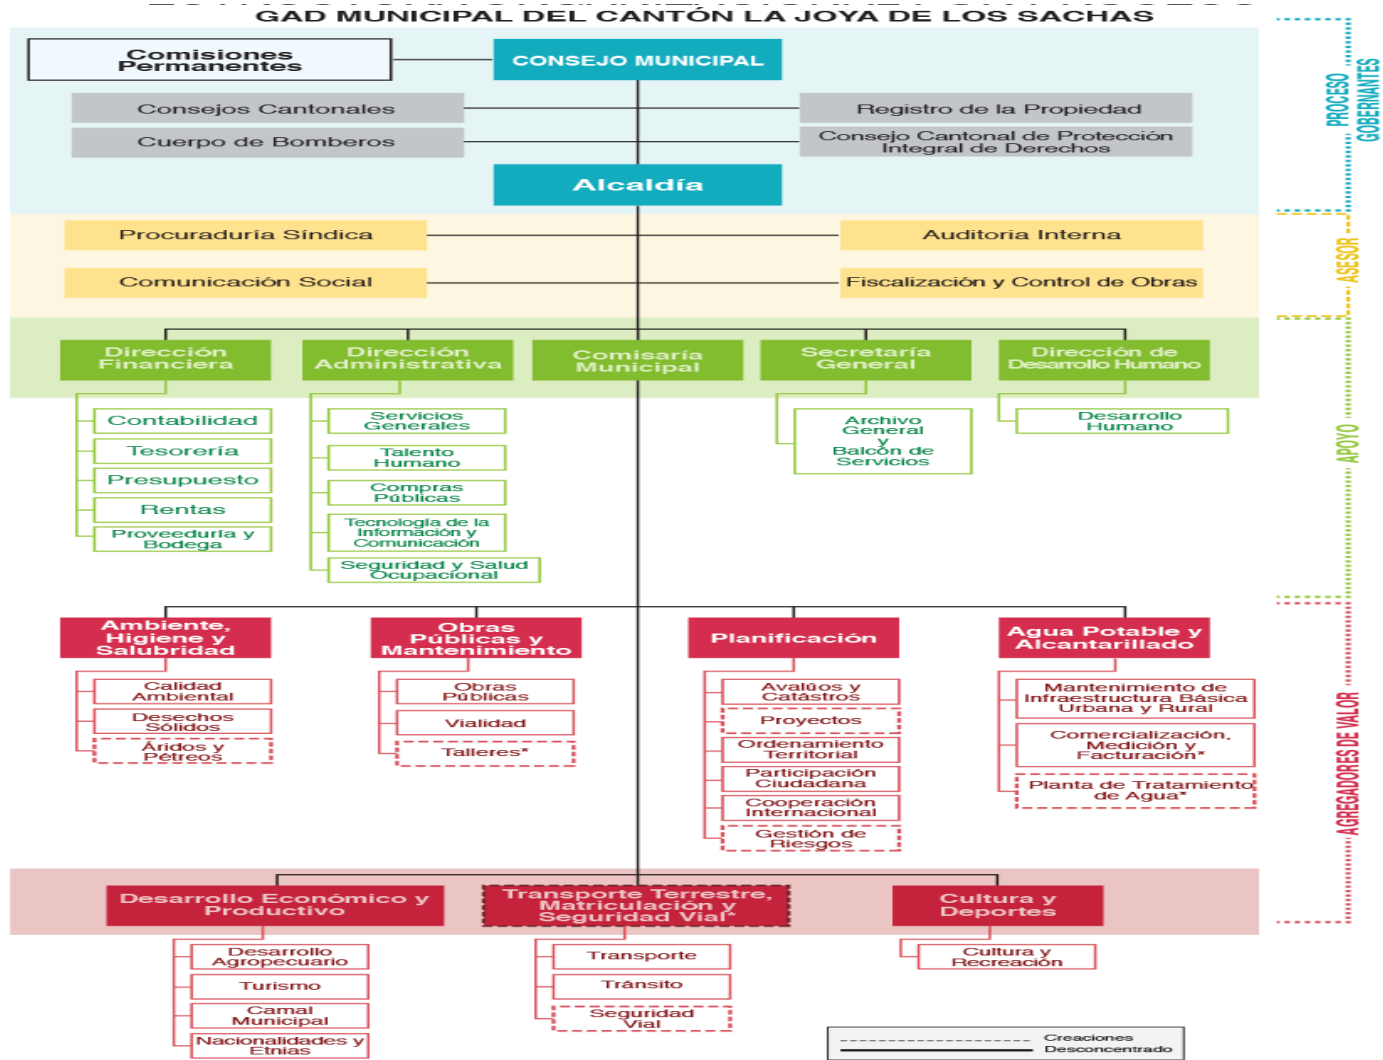 GAD MUNICIPAL DEL CANTÓN LA JOYA DE LOS SACHAS
Comisiones
Permanentes
CONSEJO MUNICIPAL
Consejos Cantonales
Registro de la Propiedad
Cuerpo de Bomberos
Consejo Cantonal de Protección
Integral de Derechos
Alcaldía
PROCESO
GOBERNANTES
Procuraduría Síndica
Auditoria Interna
Comunicación Social
Fiscalización y Control de Obras
ASESOR
Dirección
Financiera
Dirección
Administrativa
Comisaría
Municipal
Secretaría
General
Dirección de
Desarrollo Humano
Contabilidad
Tesorería
Presupuesto
Rentas
Proveeduría y
Bodega
Servicios
Generales
Talento
Humano
Compras
Públicas
Tecnología de la
Información y
Comunicación
Seguridad y Salud
Ocupacional
Archivo
General
y
Balcón de
Servicios
Desarrollo
Humano
APOYO
Ambiente,
Higiene y
Salubridad
Obras
Públicas y
Mantenimiento
Planificación
Agua Potable y
Alcantarillado
Calidad
Ambiental
Desechos
Sólidos
Áridos y
Pétreos
Obras
Públicas
Vialidad
Talleres*
Avalúos y
Catástros
Proyectos
Ordenamiento
Territorial
Participación
Ciudadana
Cooperación
Internacional
Gestión de
Riesgos
Mantenimiento de
Infraestructura Básica
Urbana y Rural
Comercialización,
Medición y
Facturación*
Planta de Tratamiento
de Agua*
AGREGADORES DE VALOR
Desarrollo Económico y
Productivo
Transporte Terrestre,
Matriculación y
Seguridad Vial*
Cultura y
Deportes
Desarrollo
Agropecuario
Turismo
Camal
Municipal
Nacionalidades y
Etnias
Transporte
Tránsito
Seguridad
Vial
Cultura y
Recreación
Creaciones
Desconcentrado